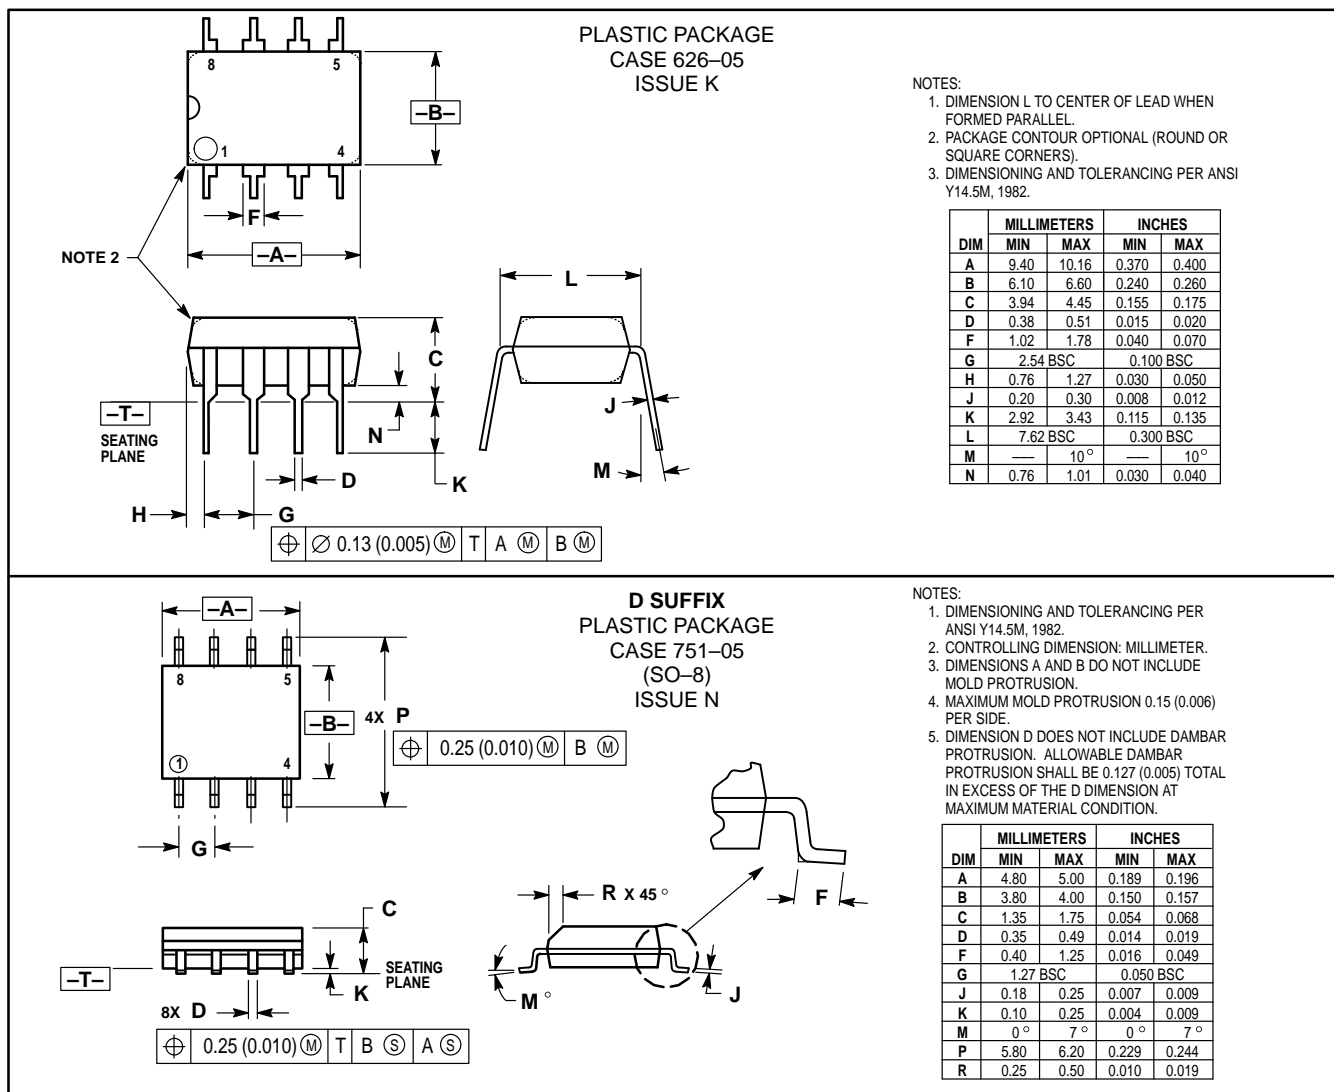 PLASTIC PACKAGE
CASE 626–05
ISSUE K
8 5
–B–
1 4
F
NOTE 2
–A–
L
C
J
–T–
SEATING
PLANE
N
M
D
K
H
G
⌖ ∅ 0.13 (0.005) Ⓜ T A Ⓜ B Ⓜ
NOTES:
1. DIMENSION L TO CENTER OF LEAD WHEN
FORMED PARALLEL.
2. PACKAGE CONTOUR OPTIONAL (ROUND OR
SQUARE CORNERS).
3. DIMENSIONING AND TOLERANCING PER ANSI
Y14.5M, 1982.
MILLIMETERS INCHES
DIM MIN MAX MIN MAX
A 9.40 10.16 0.370 0.400
B 6.10 6.60 0.240 0.260
C 3.94 4.45 0.155 0.175
D 0.38 0.51 0.015 0.020
F 1.02 1.78 0.040 0.070
G 2.54 BSC 0.100 BSC
H 0.76 1.27 0.030 0.050
J 0.20 0.30 0.008 0.012
K 2.92 3.43 0.115 0.135
L 7.62 BSC 0.300 BSC
M ––– 10° ––– 10°
N 0.76 1.01 0.030 0.040
D SUFFIX
PLASTIC PACKAGE
CASE 751–05
(SO–8)
ISSUE N
–A–
8 5
–B–
4X P
⌖ 0.25 (0.010) Ⓜ B Ⓜ
① 4
G
R X 45°
F
C
–T–
SEATING
PLANE
K
M°
J
8X D
⌖ 0.25 (0.010) Ⓜ T B Ⓢ A Ⓢ
NOTES:
1. DIMENSIONING AND TOLERANCING PER
ANSI Y14.5M, 1982.
2. CONTROLLING DIMENSION: MILLIMETER.
3. DIMENSIONS A AND B DO NOT INCLUDE
MOLD PROTRUSION.
4. MAXIMUM MOLD PROTRUSION 0.15 (0.006)
PER SIDE.
5. DIMENSION D DOES NOT INCLUDE DAMBAR
PROTRUSION. ALLOWABLE DAMBAR
PROTRUSION SHALL BE 0.127 (0.005) TOTAL
IN EXCESS OF THE D DIMENSION AT
MAXIMUM MATERIAL CONDITION.
MILLIMETERS INCHES
DIM MIN MAX MIN MAX
A 4.80 5.00 0.189 0.196
B 3.80 4.00 0.150 0.157
C 1.35 1.75 0.054 0.068
D 0.35 0.49 0.014 0.019
F 0.40 1.25 0.016 0.049
G 1.27 BSC 0.050 BSC
J 0.18 0.25 0.007 0.009
K 0.10 0.25 0.004 0.009
M 0° 7° 0° 7°
P 5.80 6.20 0.229 0.244
R 0.25 0.50 0.010 0.019